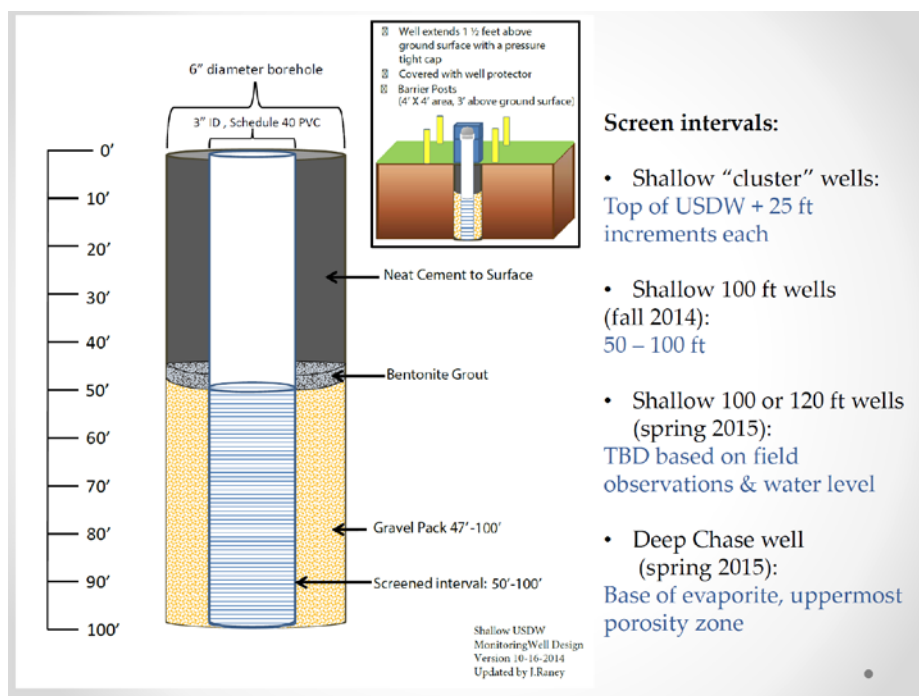 Well extends 1 ½ feet above
ground surface with a pressure
tight cap
Covered with well protector
Barrier Posts
(4' X 4' area, 3' above ground surface)
6" diameter borehole
3" ID , Schedule 40 PVC
0'
10'
20'
30'
40'
50'
60'
70'
80'
90'
100'
Neat Cement to Surface
Bentonite Grout
Gravel Pack 47'-100'
Screened interval: 50'-100'
Shallow USDW
MonitoringWell Design
Version 10-16-2014
Updated by J.Raney
Screen intervals:
• Shallow “cluster” wells:
Top of USDW + 25 ft
increments each
• Shallow 100 ft wells
(fall 2014):
50 – 100 ft
• Shallow 100 or 120 ft wells
(spring 2015):
TBD based on field
observations & water level
• Deep Chase well
(spring 2015):
Base of evaporite, uppermost
porosity zone